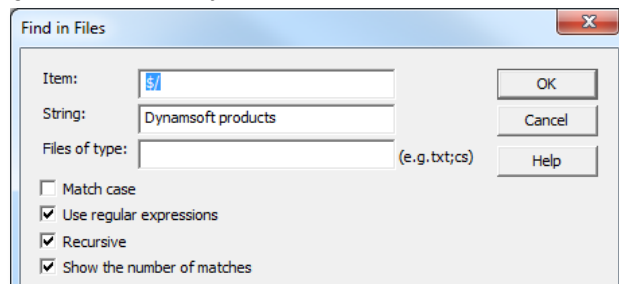 Find in Files
Item: $/ OK
String: Dynamsoft products Cancel
Files of type: (e.g.txt;cs) Help
Match case
Use regular expressions
Recursive
Show the number of matches